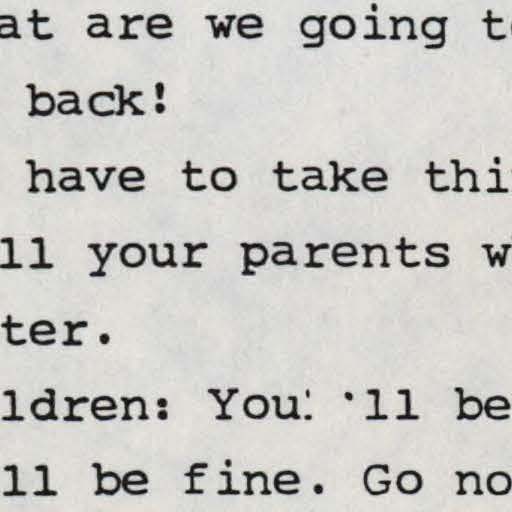 at are we going t
back!
have to take thi
ll your parents w
ter.
ldren: You: 'll be
ll be fine. Go no